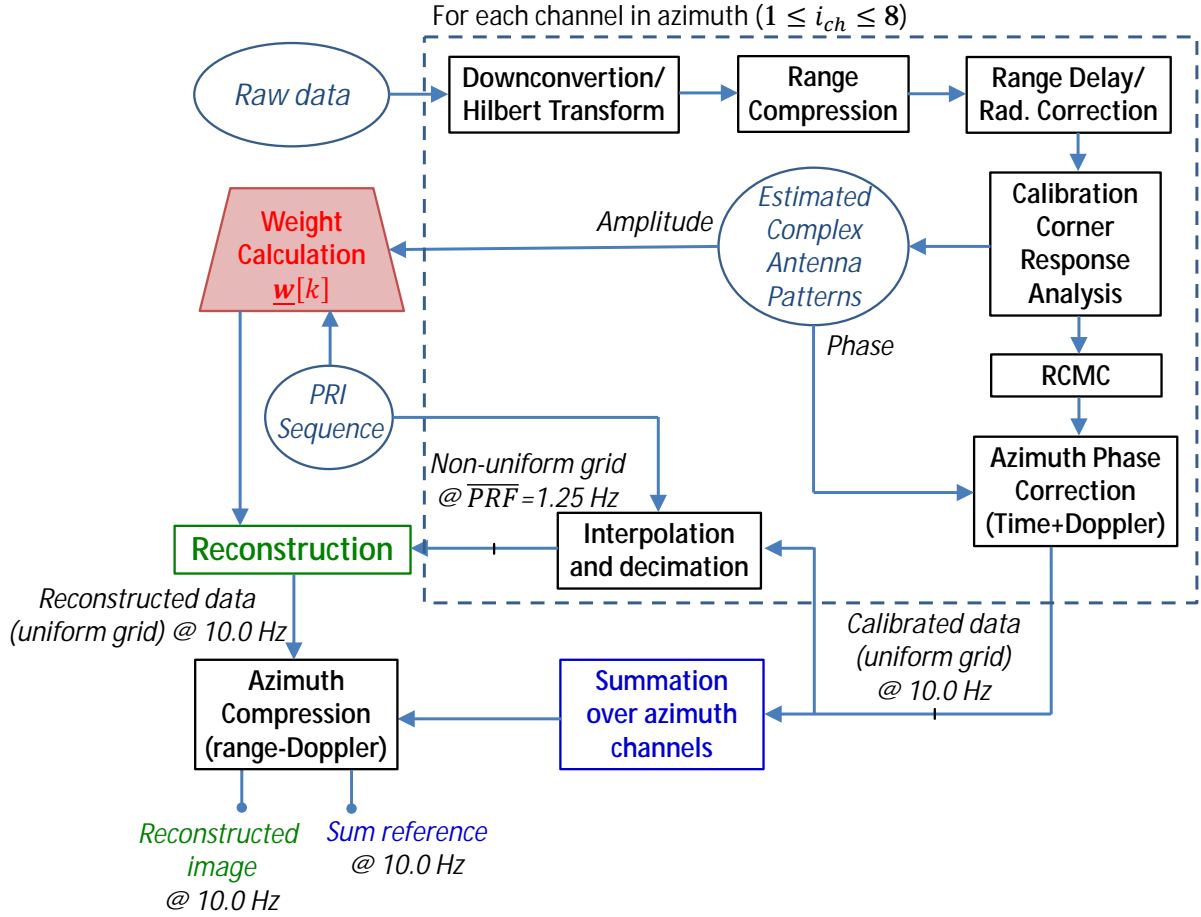 For each channel in azimuth (1 ≤ i_ch ≤ 8)
Raw data
Downconvertion/
Hilbert Transform
Range
Compression
Range Delay/
Rad. Correction
Weight
Calculation
w[k]
Amplitude
Estimated
Complex
Antenna
Patterns
Calibration
Corner
Response
Analysis
Phase
RCMC
PRI
Sequence
Non-uniform grid
@ P̅R̅F̅ =1.25 Hz
Azimuth Phase
Correction
(Time+Doppler)
Reconstruction
Interpolation
and decimation
Reconstructed data
(uniform grid) @ 10.0 Hz
Calibrated data
(uniform grid)
@ 10.0 Hz
Azimuth
Compression
(range-Doppler)
Summation
over azimuth
channels
Reconstructed
image
@ 10.0 Hz
Sum reference
@ 10.0 Hz